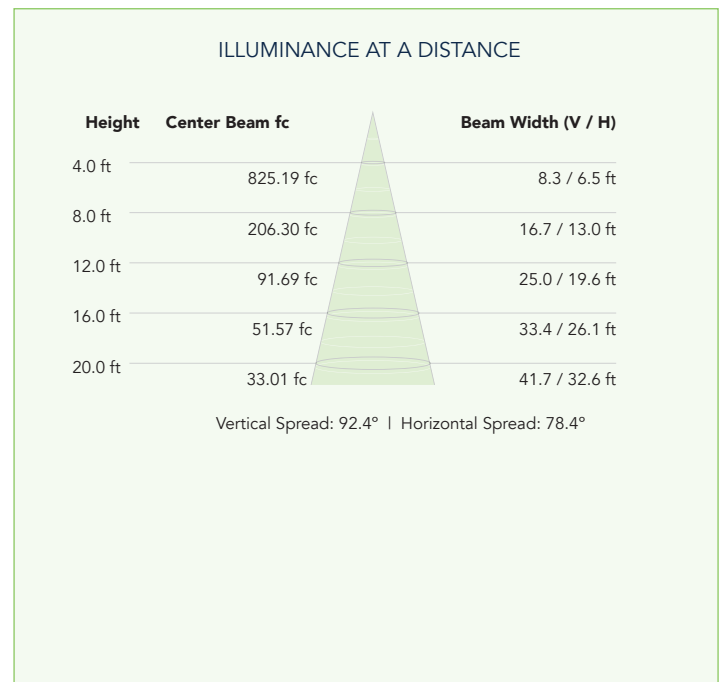 ILLUMINANCE AT A DISTANCE
Height Center Beam fc Beam Width (V / H)
4.0 ft
825.19 fc 8.3 / 6.5 ft
8.0 ft
206.30 fc 16.7 / 13.0 ft
12.0 ft
91.69 fc 25.0 / 19.6 ft
16.0 ft
51.57 fc 33.4 / 26.1 ft
20.0 ft
33.01 fc 41.7 / 32.6 ft
Vertical Spread: 92.4º | Horizontal Spread: 78.4º